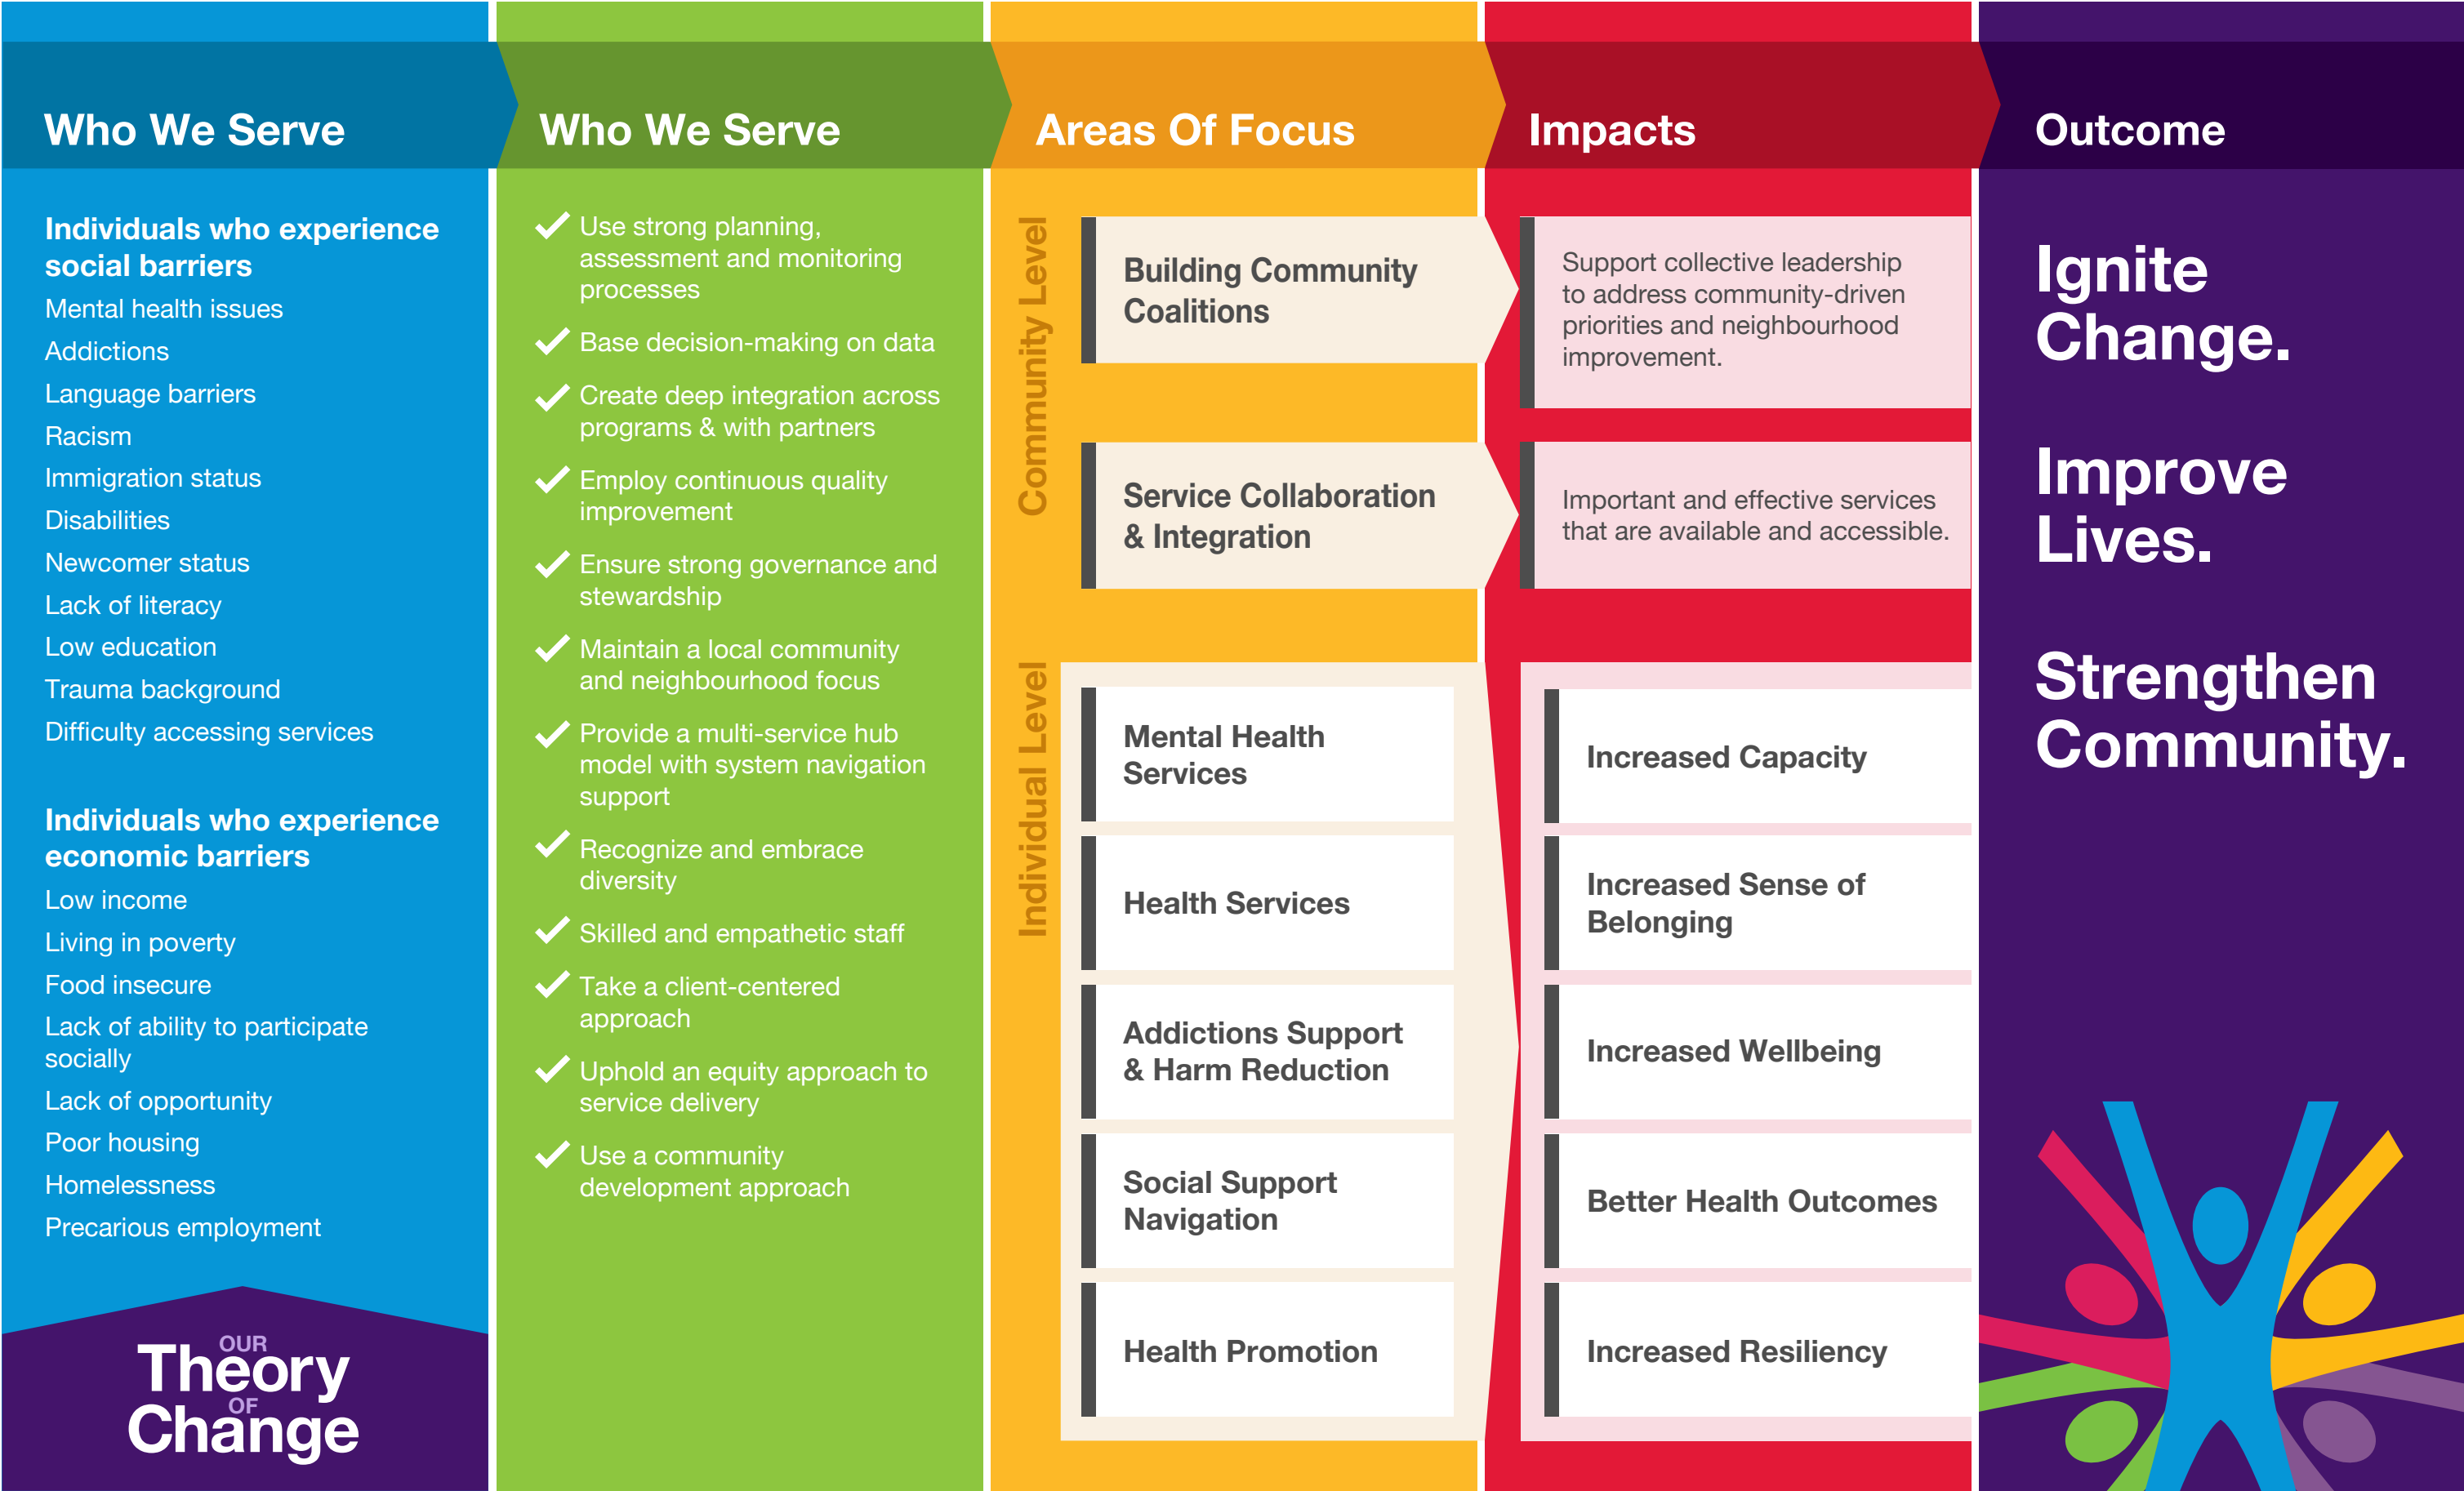 Who We Serve
Individuals who experience
social barriers
Mental health issues
Addictions
Language barriers
Racism
Immigration status
Disabilities
Newcomer status
Lack of literacy
Low education
Trauma background
Difficulty accessing services
Individuals who experience
economic barriers
Low income
Living in poverty
Food insecure
Lack of ability to participate
socially
Lack of opportunity
Poor housing
Homelessness
Precarious employment
OUR
Theory
OF
Change
Who We Serve
Use strong planning,
assessment and monitoring
processes
Base decision-making on data
Create deep integration across
programs & with partners
Employ continuous quality
improvement
Ensure strong governance and
stewardship
Maintain a local community
and neighbourhood focus
Provide a multi-service hub
model with system navigation
support
Recognize and embrace
diversity
Skilled and empathetic staff
Take a client-centered
approach
Uphold an equity approach to
service delivery
Use a community
development approach
Areas Of Focus
Community Level
Building Community
Coalitions
Service Collaboration
& Integration
Individual Level
Mental Health
Services
Health Services
Addictions Support
& Harm Reduction
Social Support
Navigation
Health Promotion
Impacts
Support collective leadership
to address community-driven
priorities and neighbourhood
improvement.
Important and effective services
that are available and accessible.
Increased Capacity
Increased Sense of
Belonging
Increased Wellbeing
Better Health Outcomes
Increased Resiliency
Outcome
Ignite
Change.
Improve
Lives.
Strengthen
Community.